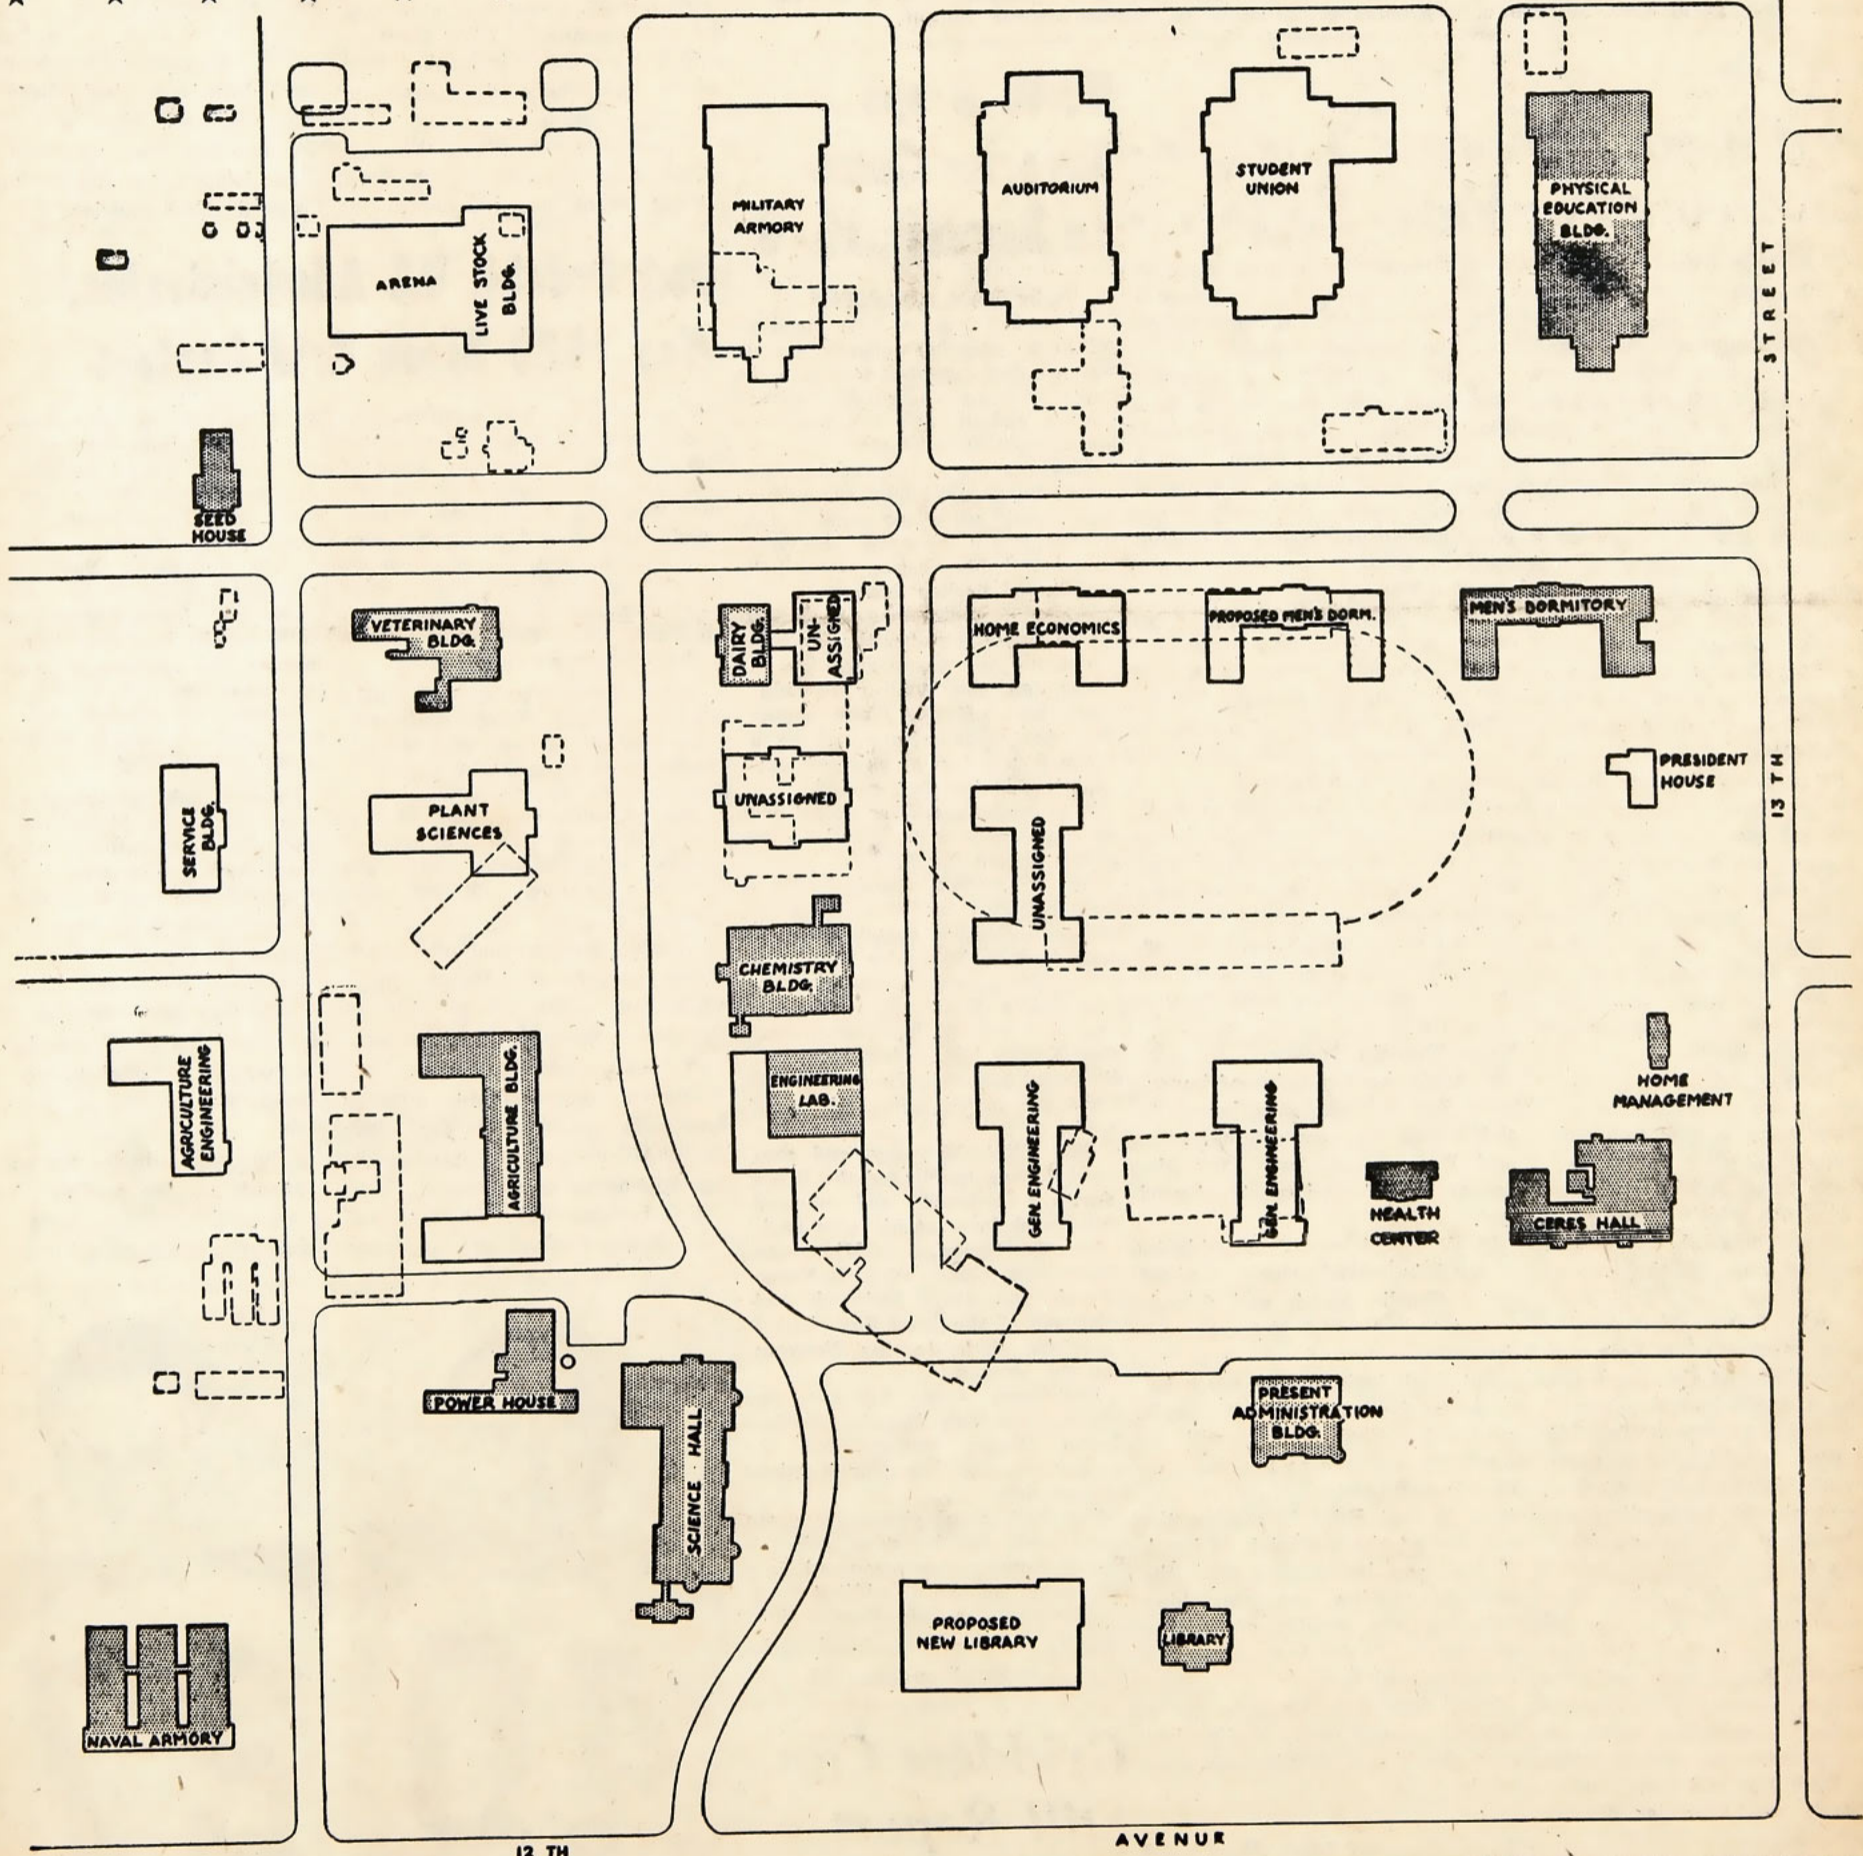 MILITARY
ARMORY
AUDITORIUM
STUDENT
UNION
PHYSICAL
EDUCATION
BLDG.
ARENA
LIVE STOCK
BLDG.
STREET
SEED
HOUSE
VETERINARY
BLDG.
DAIRY
BLDG.
UN-
ASSIGNED
HOME ECONOMICS
PROPOSED MEN'S DORM.
MEN'S DORMITORY
PRESIDENT
HOUSE
13 TH
SERVICE
BLDG.
PLANT
SCIENCES
UNASSIGNED
UNASSIGNED
CHEMISTRY
BLDG.
AGRICULTURE
ENGINEERING
AGRICULTURE BLDG.
ENGINEERING
LAB.
GEN. ENGINEERING
GEN. ENGINEERING
HOME
MANAGEMENT
HEALTH
CENTER
CERES HALL
POWER HOUSE
SCIENCE HALL
PRESENT
ADMINISTRATION
BLDG.
PROPOSED
NEW LIBRARY
LIBRARY
NAVAL ARMORY
12 TH
AVENUE